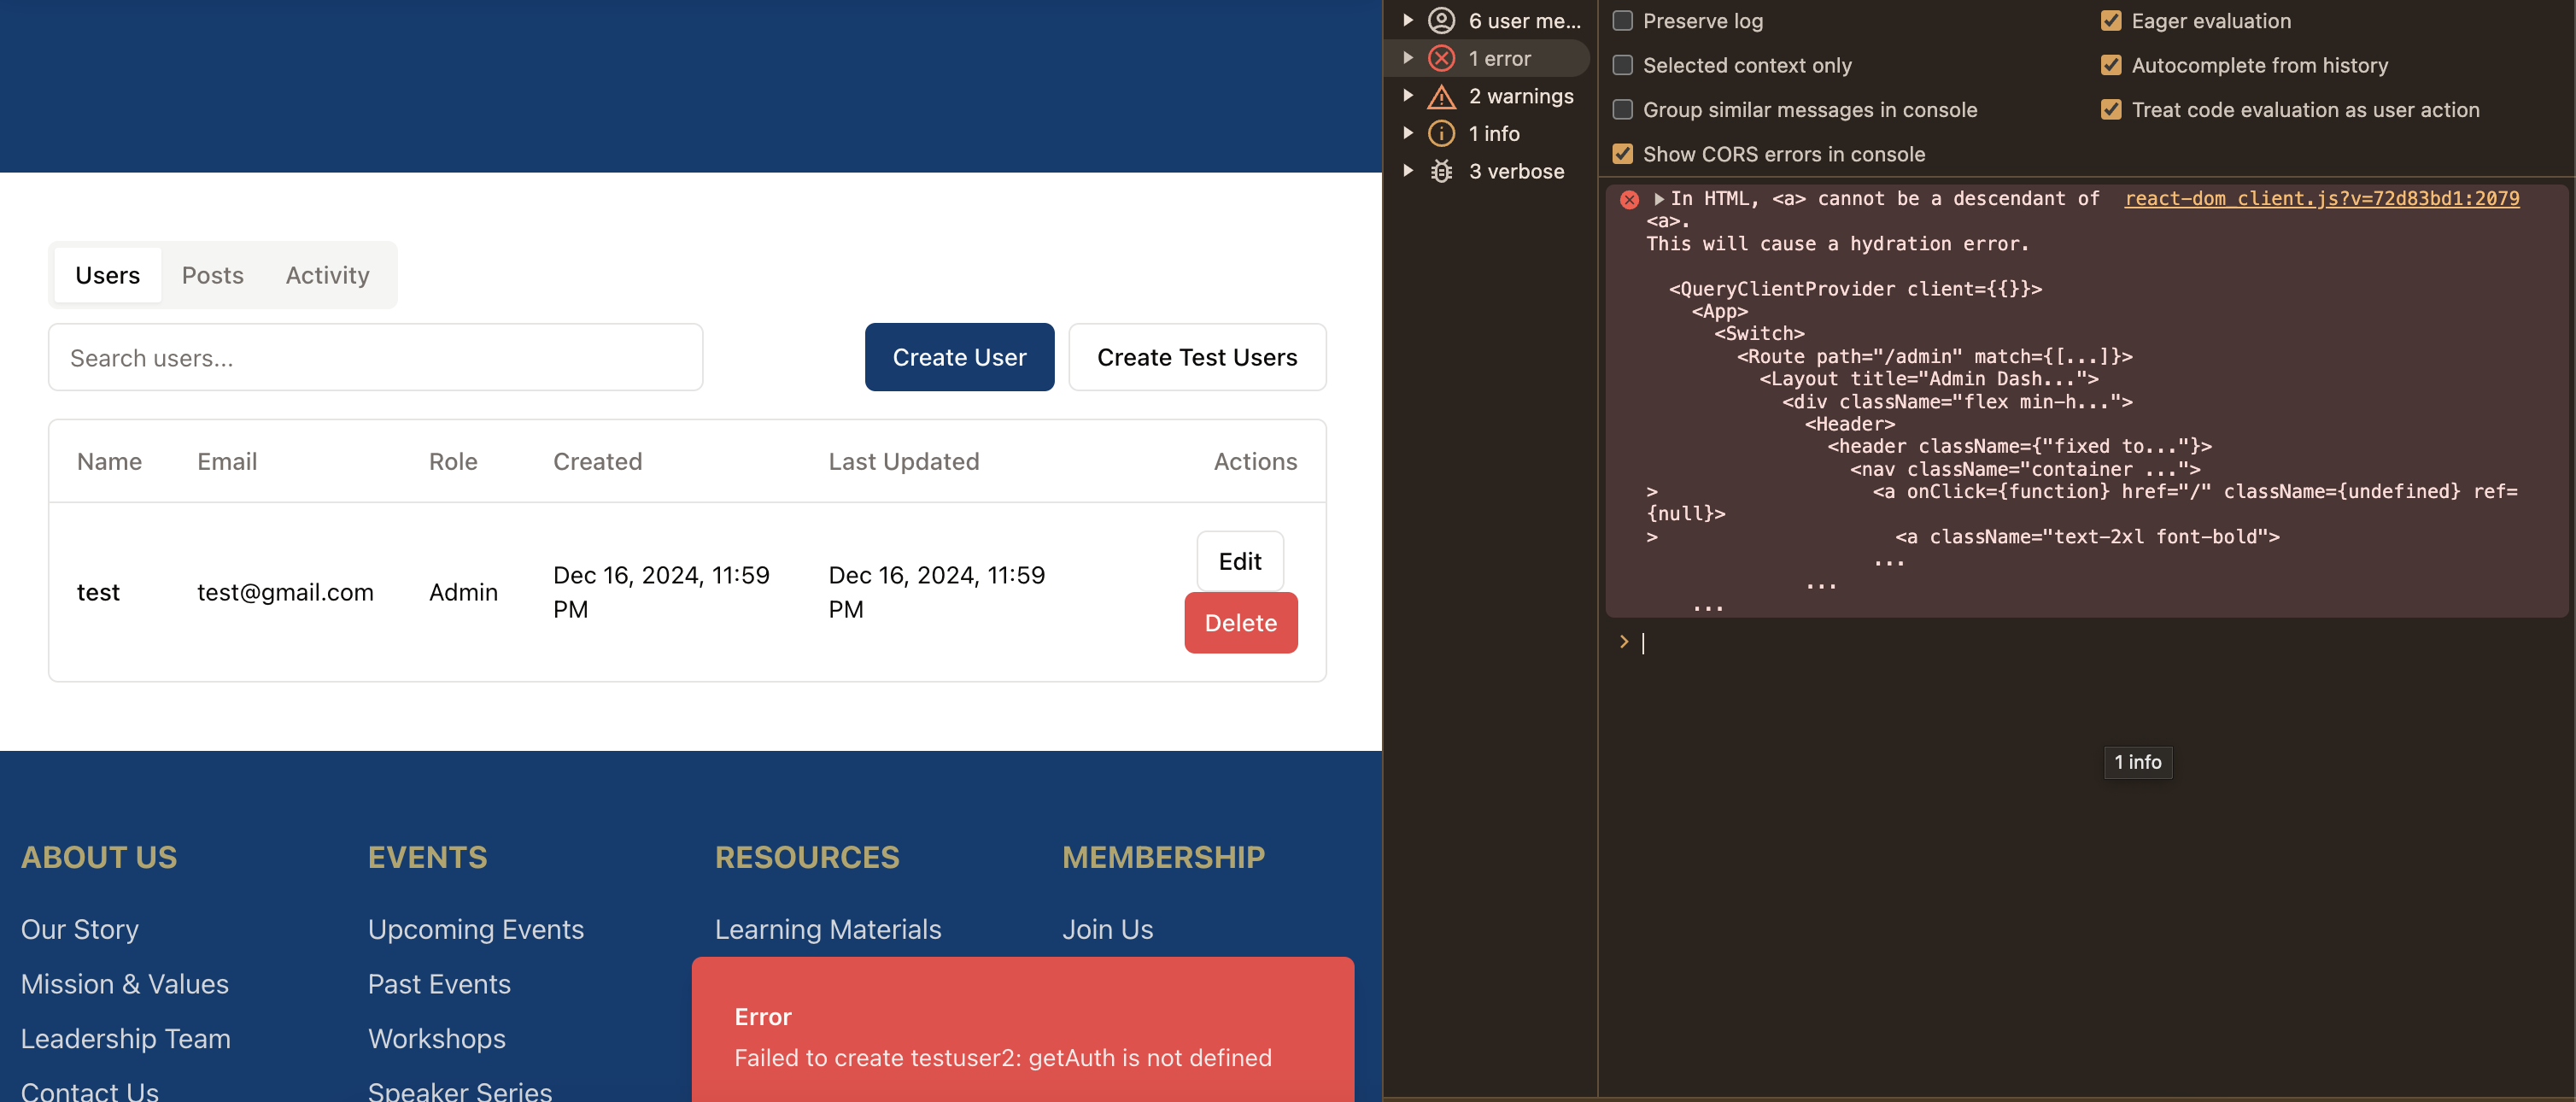 Users Posts Activity
Search users...
Create User
Create Test Users
Name Email Role Created Last Updated Actions
test test@gmail.com Admin Dec 16, 2024, 11:59 PM Dec 16, 2024, 11:59 PM
Edit
Delete
ABOUT US
Our Story
Mission & Values
Leadership Team
Contact Us
EVENTS
Upcoming Events
Past Events
Workshops
Speaker Series
RESOURCES
Learning Materials
MEMBERSHIP
Join Us
Error
Failed to create testuser2: getAuth is not defined
6 user me...
1 error
2 warnings
1 info
3 verbose
Preserve log
Selected context only
Group similar messages in console
Show CORS errors in console
Eager evaluation
Autocomplete from history
Treat code evaluation as user action
In HTML, <a> cannot be a descendant of react-dom_client.js?v=72d83bd1:2079
<a>.
This will cause a hydration error.
<QueryClientProvider client={{}}>
<App>
<Switch>
<Route path="/admin" match={[...]}>
<Layout title="Admin Dash...">
<div className="flex min-h...">
<Header>
<header className={"fixed to..."}>
<nav className="container ...">
> <a onClick={function} href="/" className={undefined} ref=
{null}>
> <a className="text-2xl font-bold">
...
...
...
>
1 info